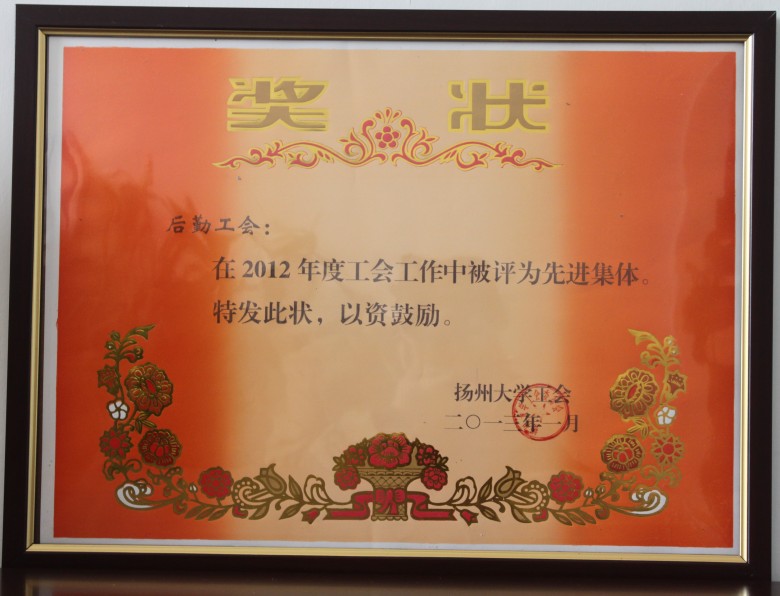 奖状
后勤工会：
在2012年度工会工作中被评为先进集体。
特发此状，以资鼓励。
扬州大学工会
二〇一三年一月